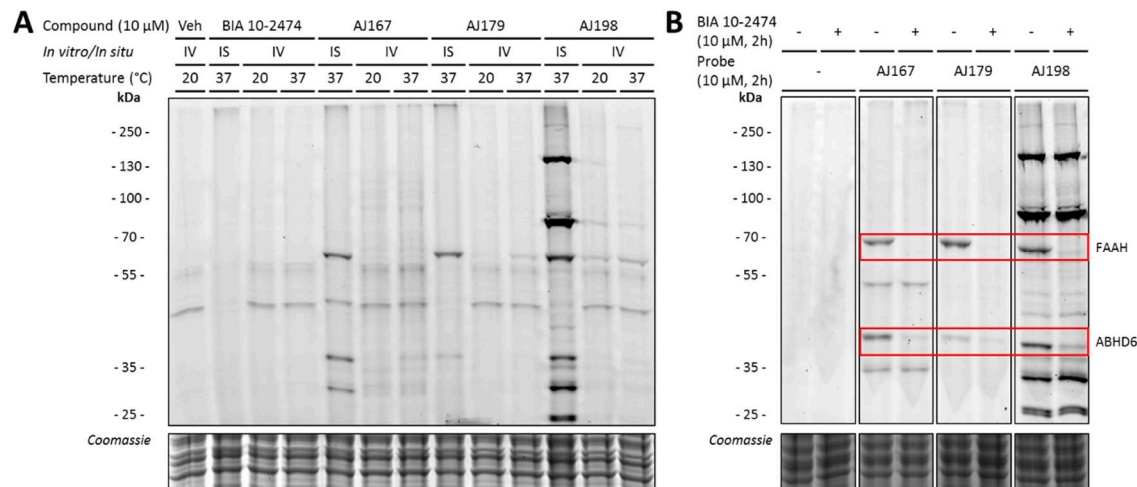 A
Compound (10 µM) Veh BIA 10-2474 AJ167 AJ179 AJ198
In vitro/In situ IV IS IV IS IV IS IV IS IV
Temperature (°C) 20 37 20 37 37 20 37 37 20 37 37 20 37
kDa
- 250 -
- 130 -
- 100 -
- 70 -
- 55 -
- 35 -
- 25 -
Coomassie
B
BIA 10-2474
(10 µM, 2h) - + - + - + - +
Probe
(10 µM, 2h) - AJ167 AJ179 AJ198
kDa
- 250 -
- 130 -
- 100 -
- 70 -
FAAH
- 55 -
ABHD6
- 35 -
- 25 -
Coomassie